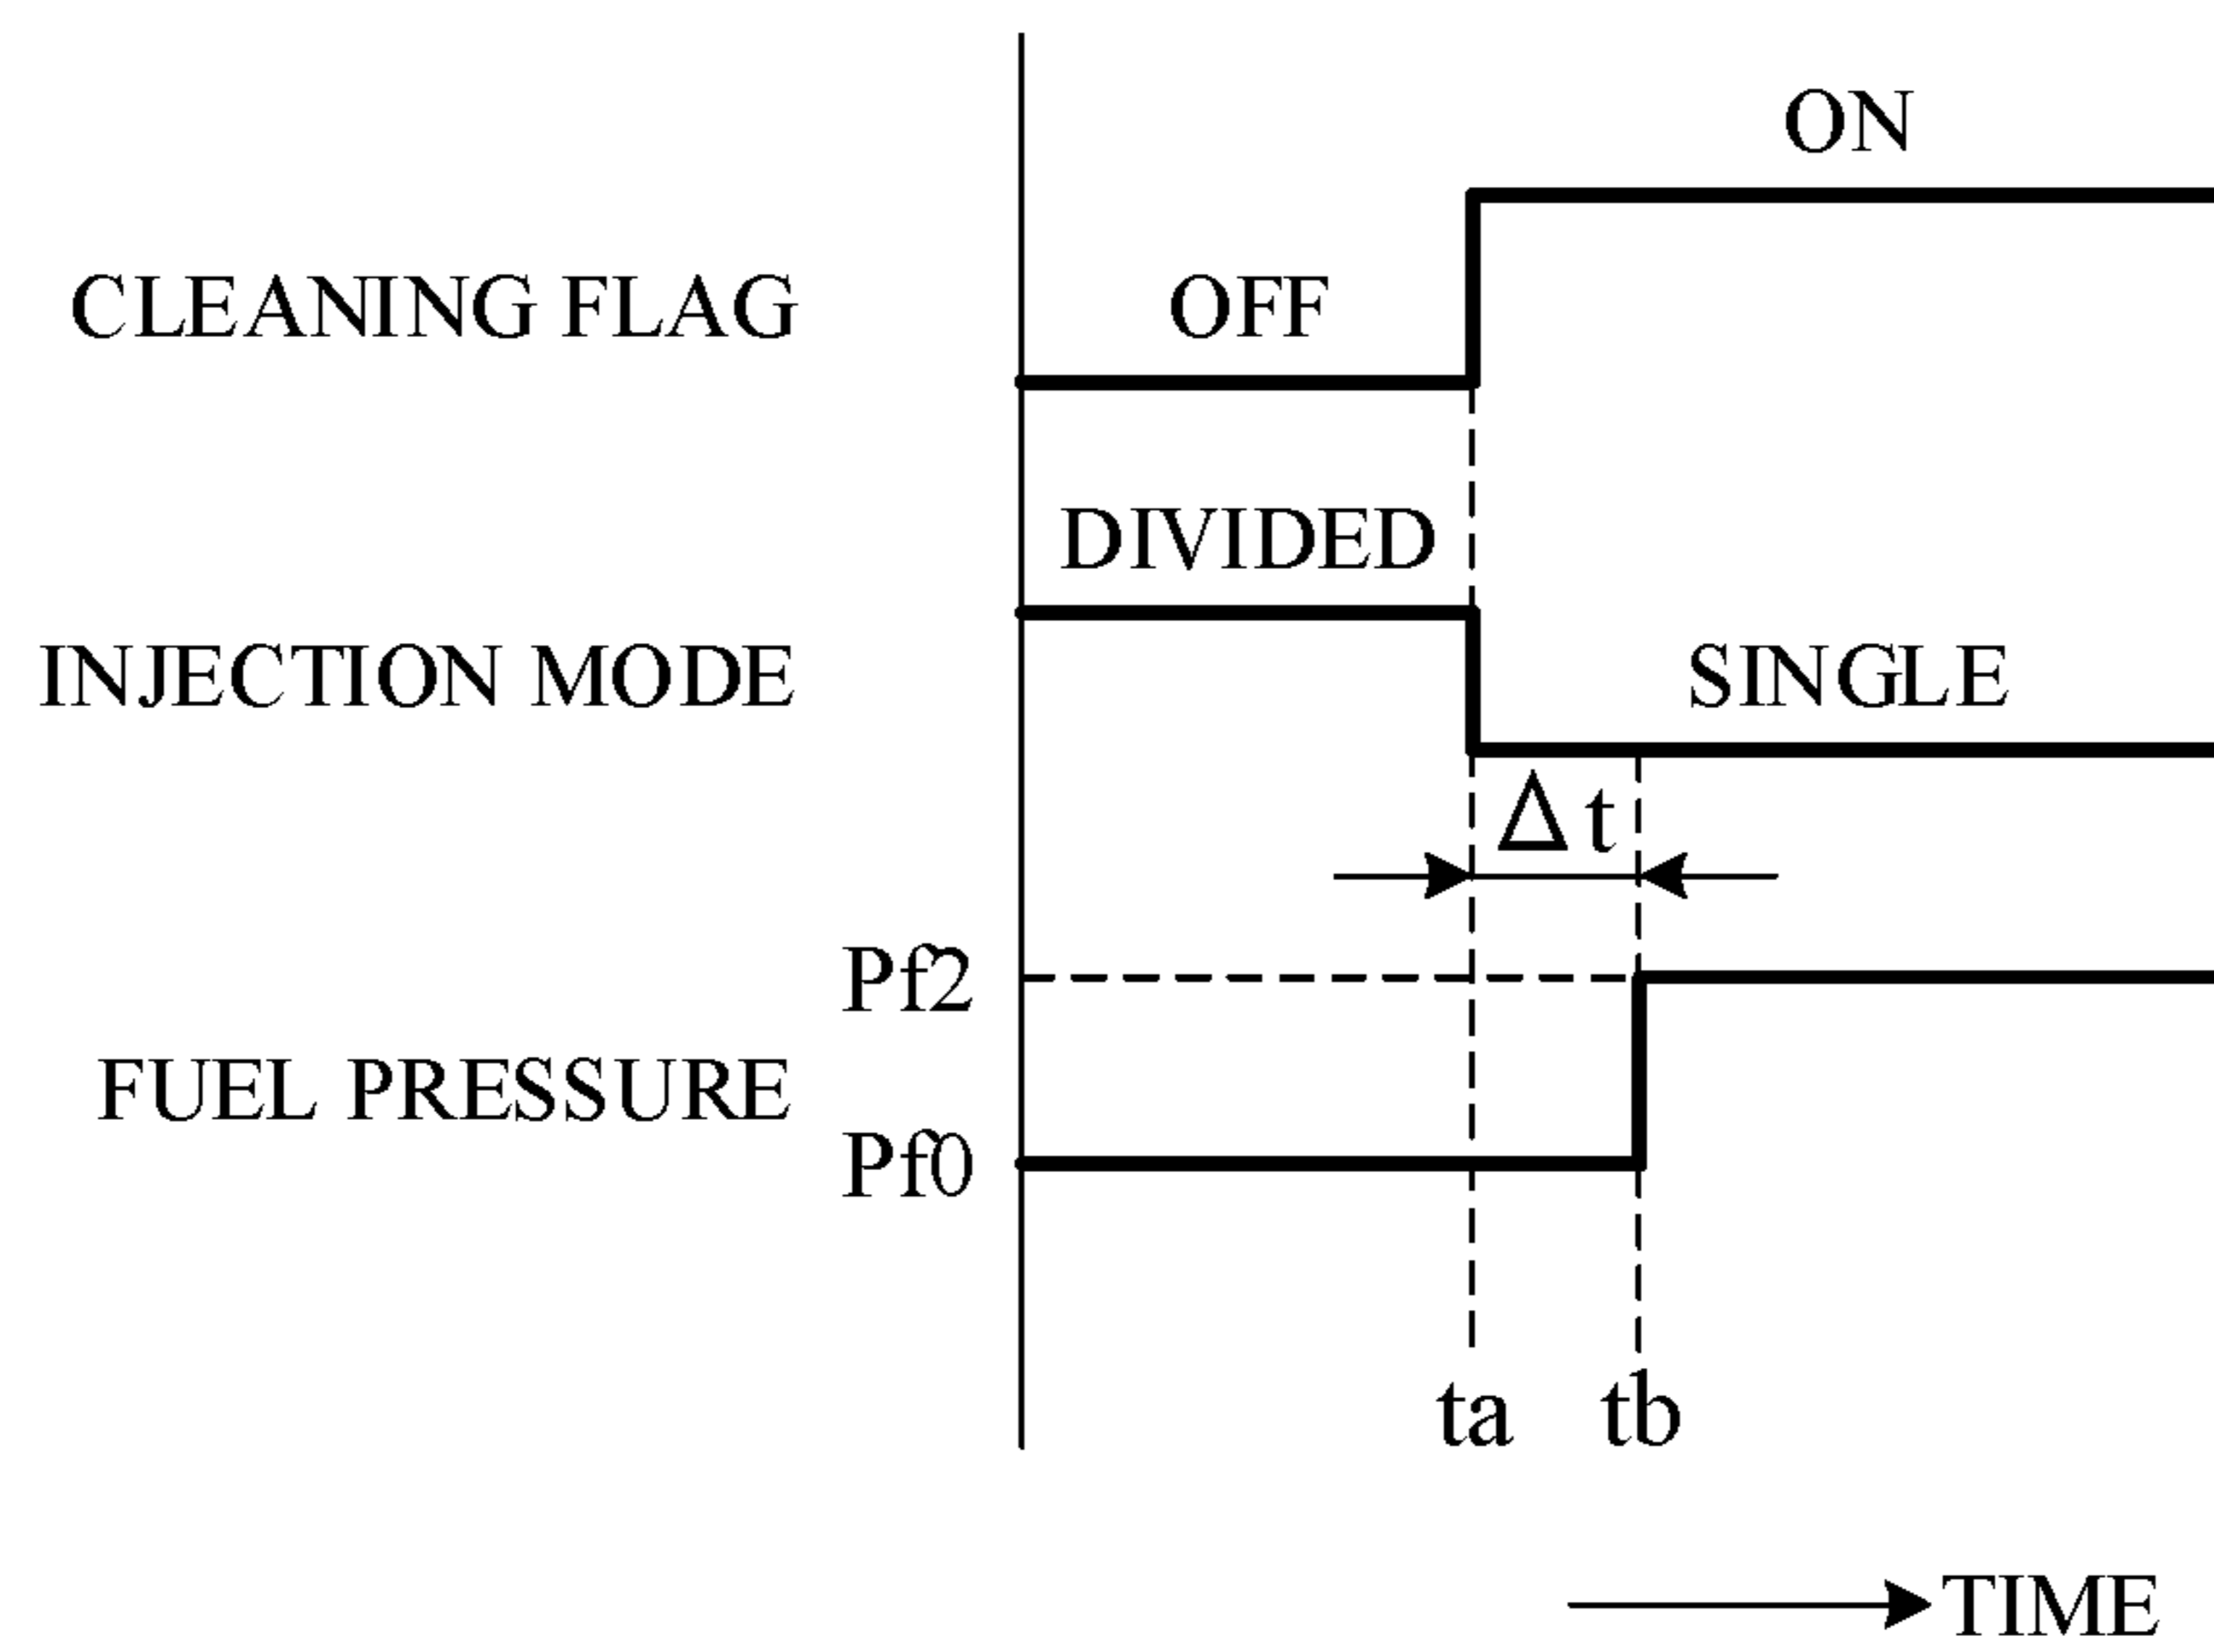 ON
CLEANING FLAG
OFF
DIVIDED
INJECTION MODE
SINGLE
Δt
Pf2
FUEL PRESSURE
Pf0
ta
tb
TIME